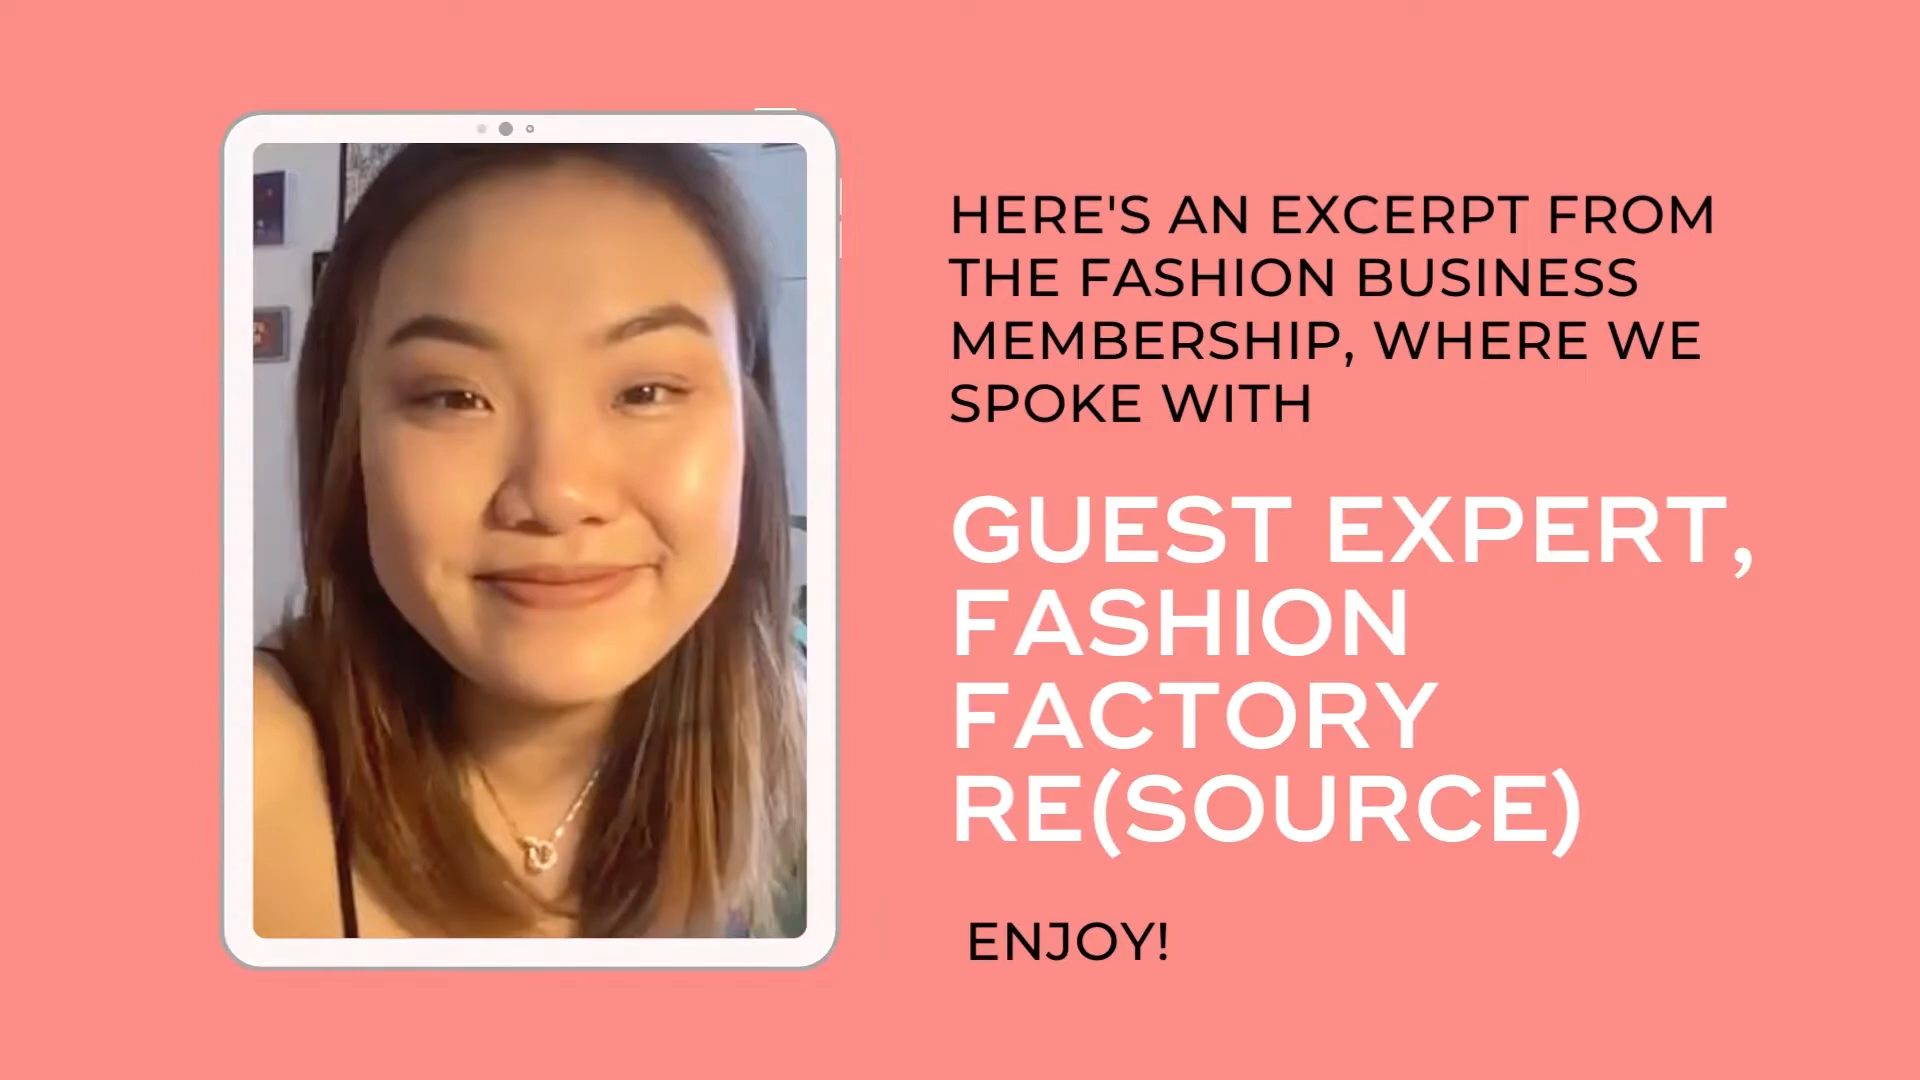 HERE'S AN EXCERPT FROM
THE FASHION BUSINESS
MEMBERSHIP, WHERE WE
SPOKE WITH
GUEST EXPERT,
FASHION
FACTORY
RE(SOURCE)
ENJOY!